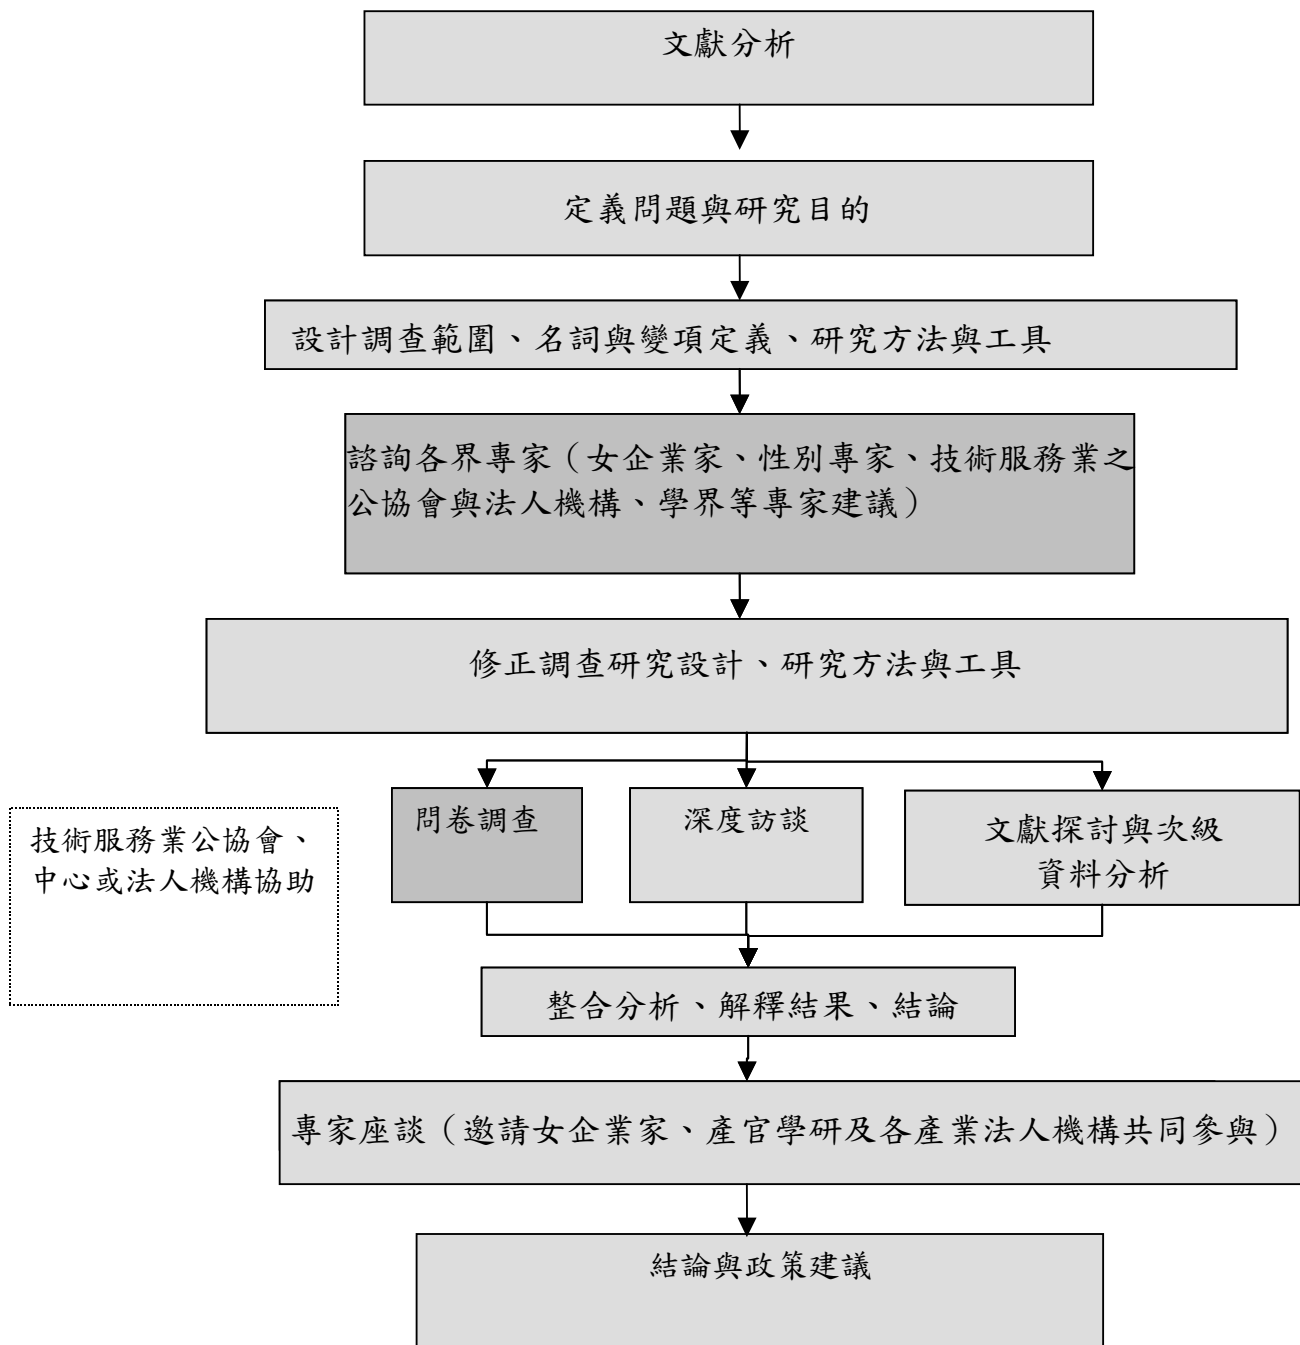 文獻分析
定義問題與研究目的
設計調查範圍、名詞與變項定義、研究方法與工具
諮詢各界專家（女企業家、性別專家、技術服務業之
公協會與法人機構、學界等專家建議）
修正調查研究設計、研究方法與工具
技術服務業公協會、
中心或法人機構協助
問卷調查
深度訪談
文獻探討與次級
資料分析
整合分析、解釋結果、結論
專家座談（邀請女企業家、產官學研及各產業法人機構共同參與）
結論與政策建議